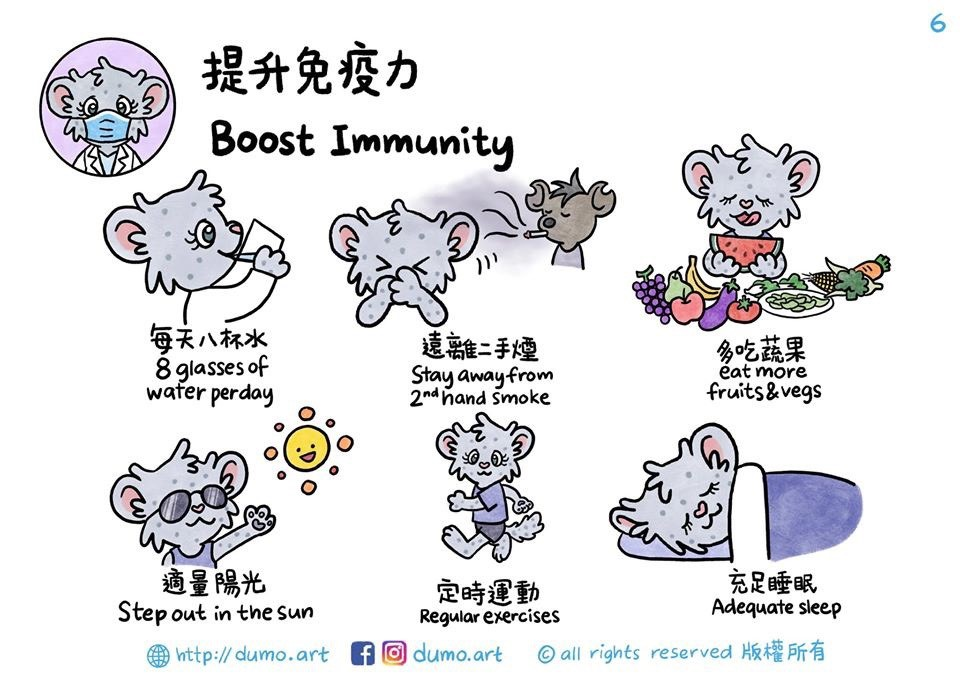 6
提升免疫力
Boost Immunity
每天八杯水
8 glasses of
water perday
遠離二手煙
Stay away from
2nd hand smoke
多吃蔬果
eat more
fruits & vegs
適量陽光
Step out in the sun
定時運動
Regular exercises
充足睡眠
Adequate sleep
http://dumo.art
dumo.art
© all rights reserved 版權所有